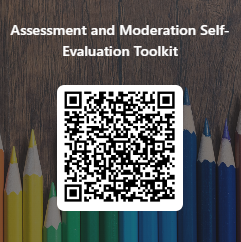 Assessment and Moderation Self-
Evaluation Toolkit